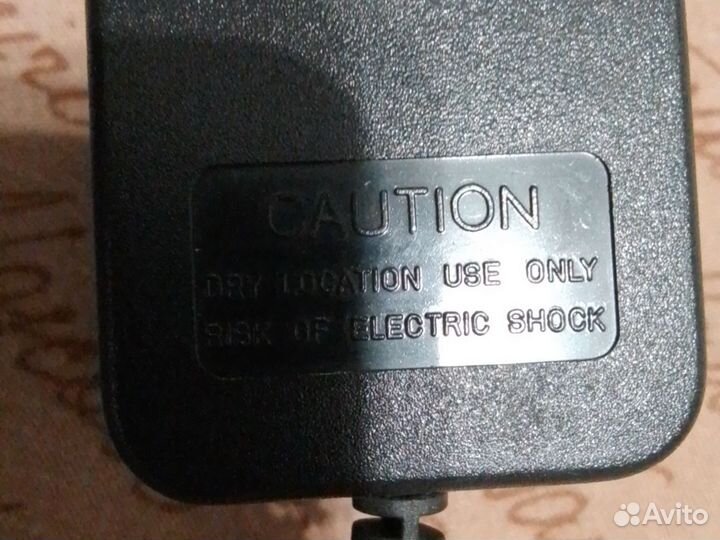 CAUTION
DRY LOCATION USE ONLY
RISK OF ELECTRIC SHOCK
Avito